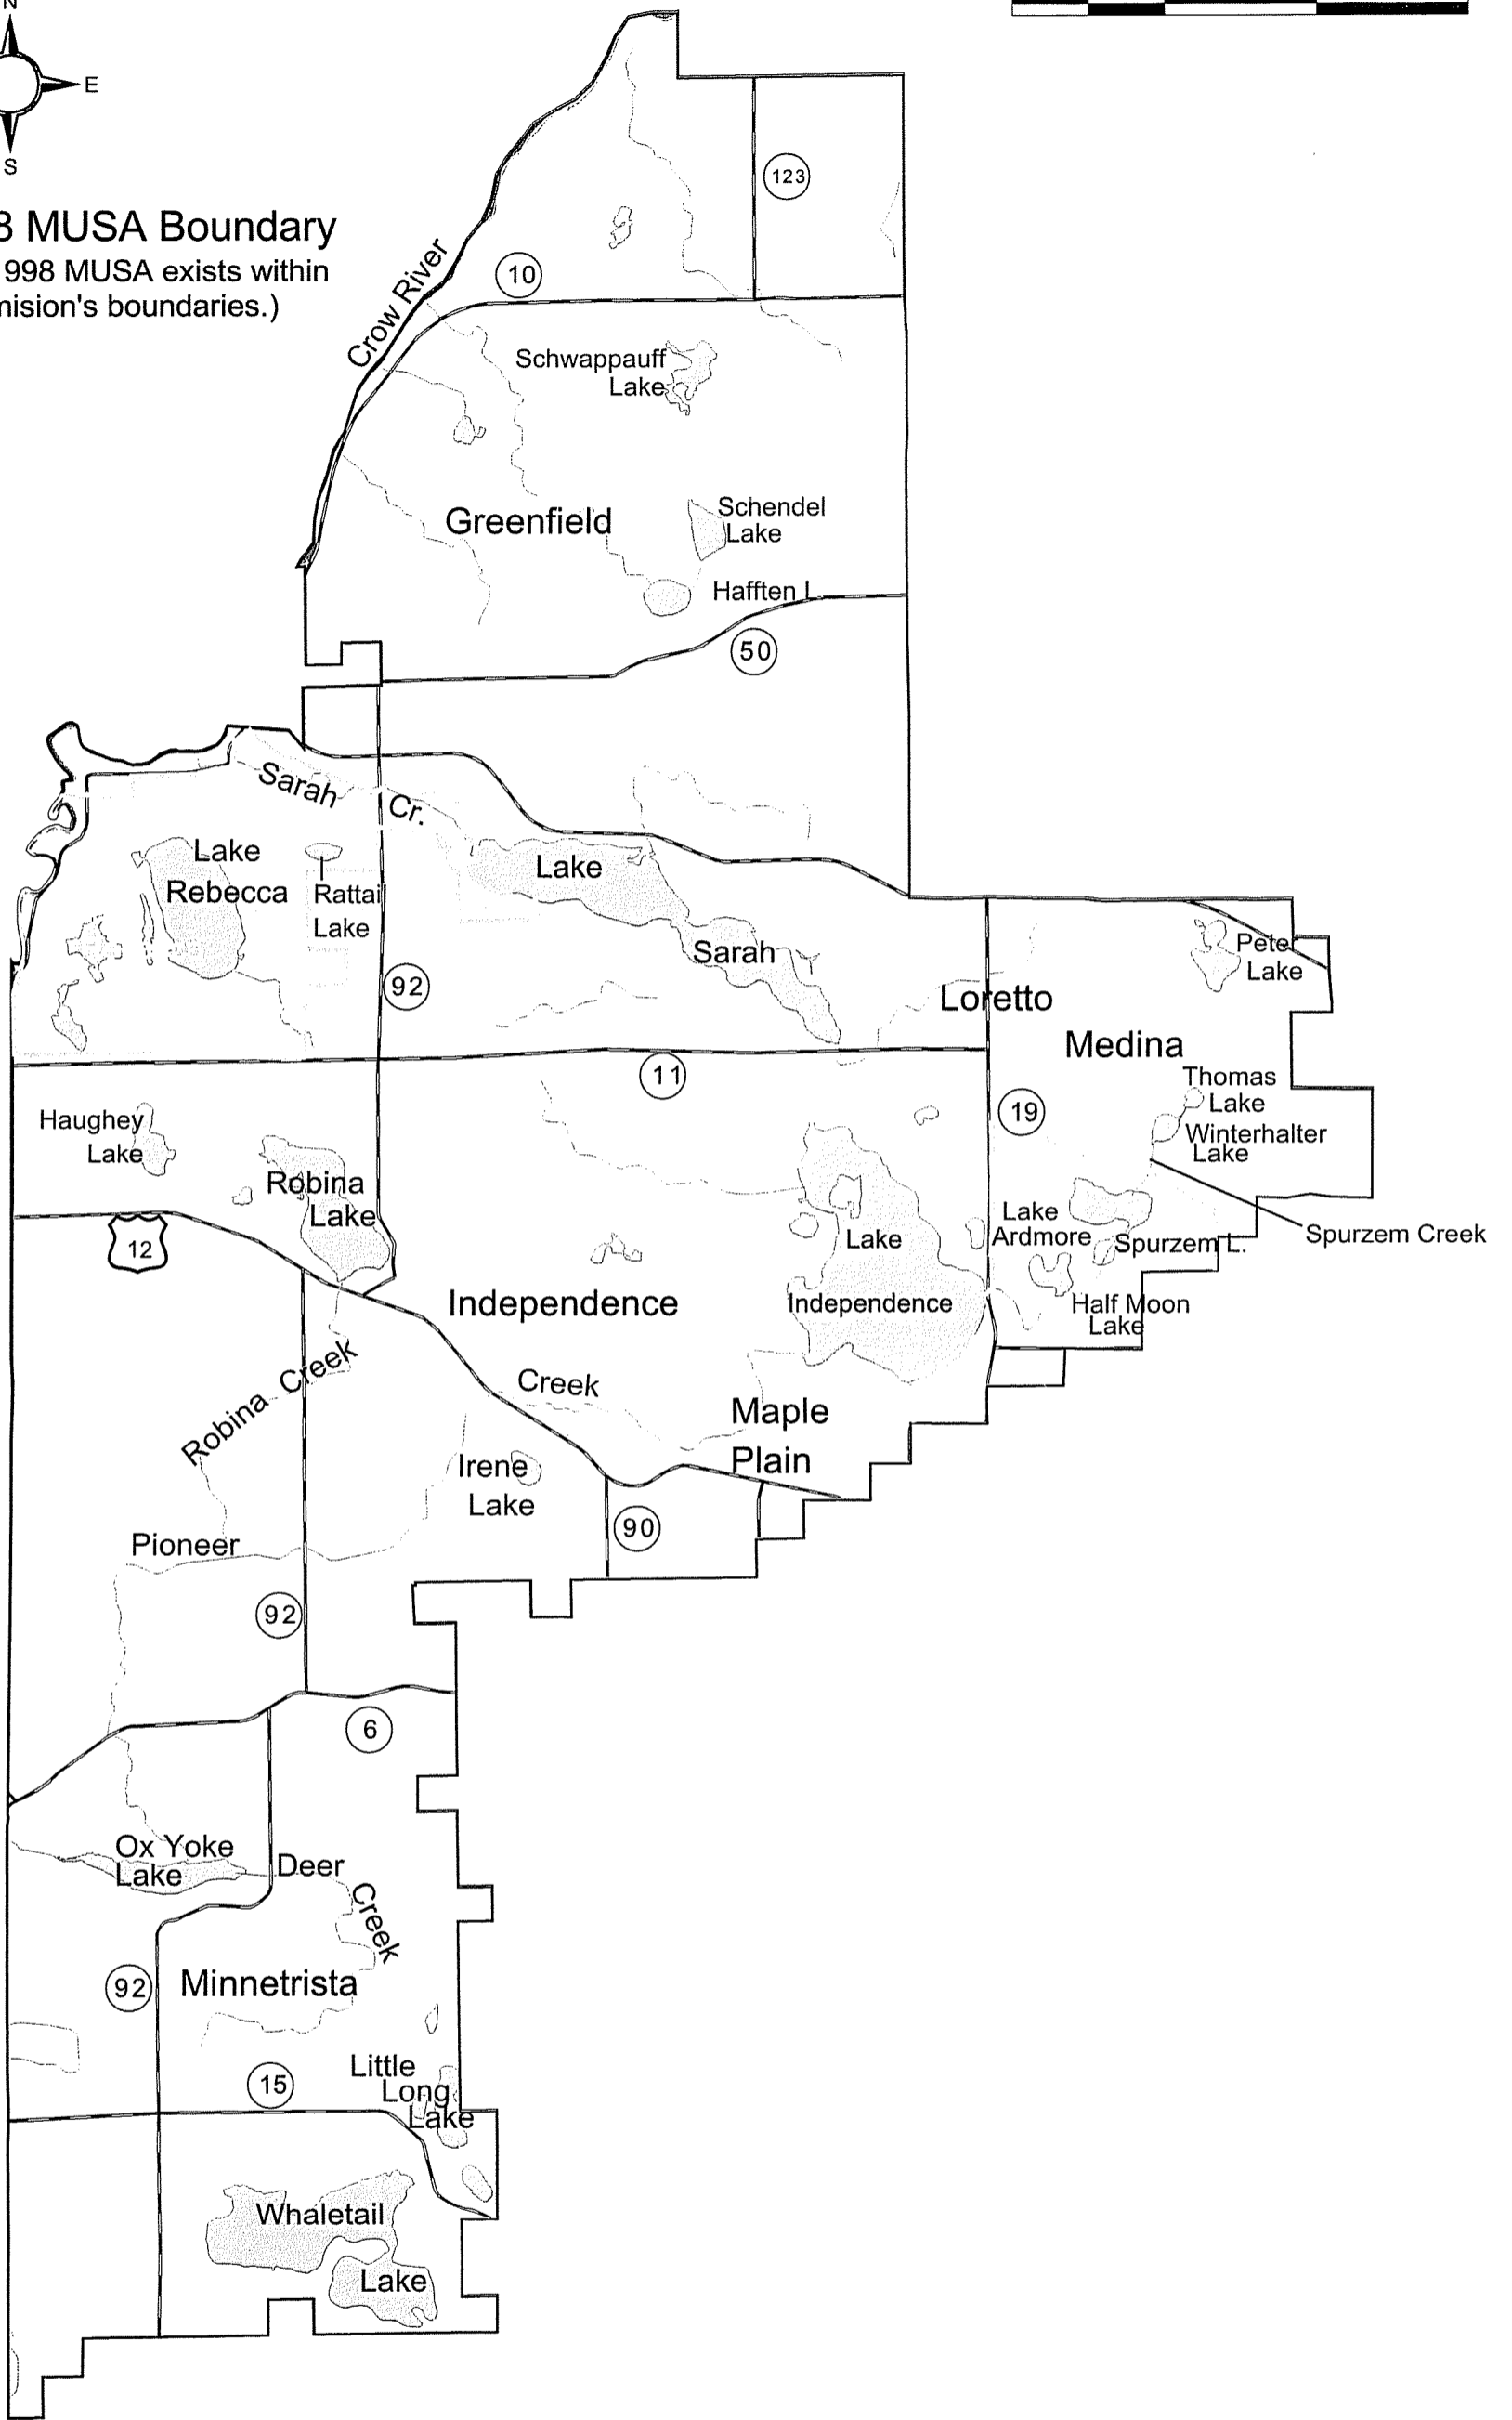 N
E
S
8 MUSA Boundary
1998 MUSA exists within
mision's boundaries.)
123
10
Crow River
Schwappauff
Lake
Greenfield
Schendel
Lake
Hafften L
50
Sarah
Cr.
Lake
Rebecca
Rattail
Lake
Lake
Sarah
92
Pete
Lake
Loretto
Medina
11
Thomas
Lake
19
Winterhalter
Lake
Haughey
Lake
Robina
Lake
Lake
Ardmore
Spurzem L.
Spurzem Creek
12
Lake
Independence
Independence
Half Moon
Lake
Robina Creek
Creek
Maple
Plain
Irene
Lake
90
Pioneer
92
6
Ox Yoke
Lake
Deer
Creek
92
Minnetrista
15
Little
Long
Lake
Whaletail
Lake